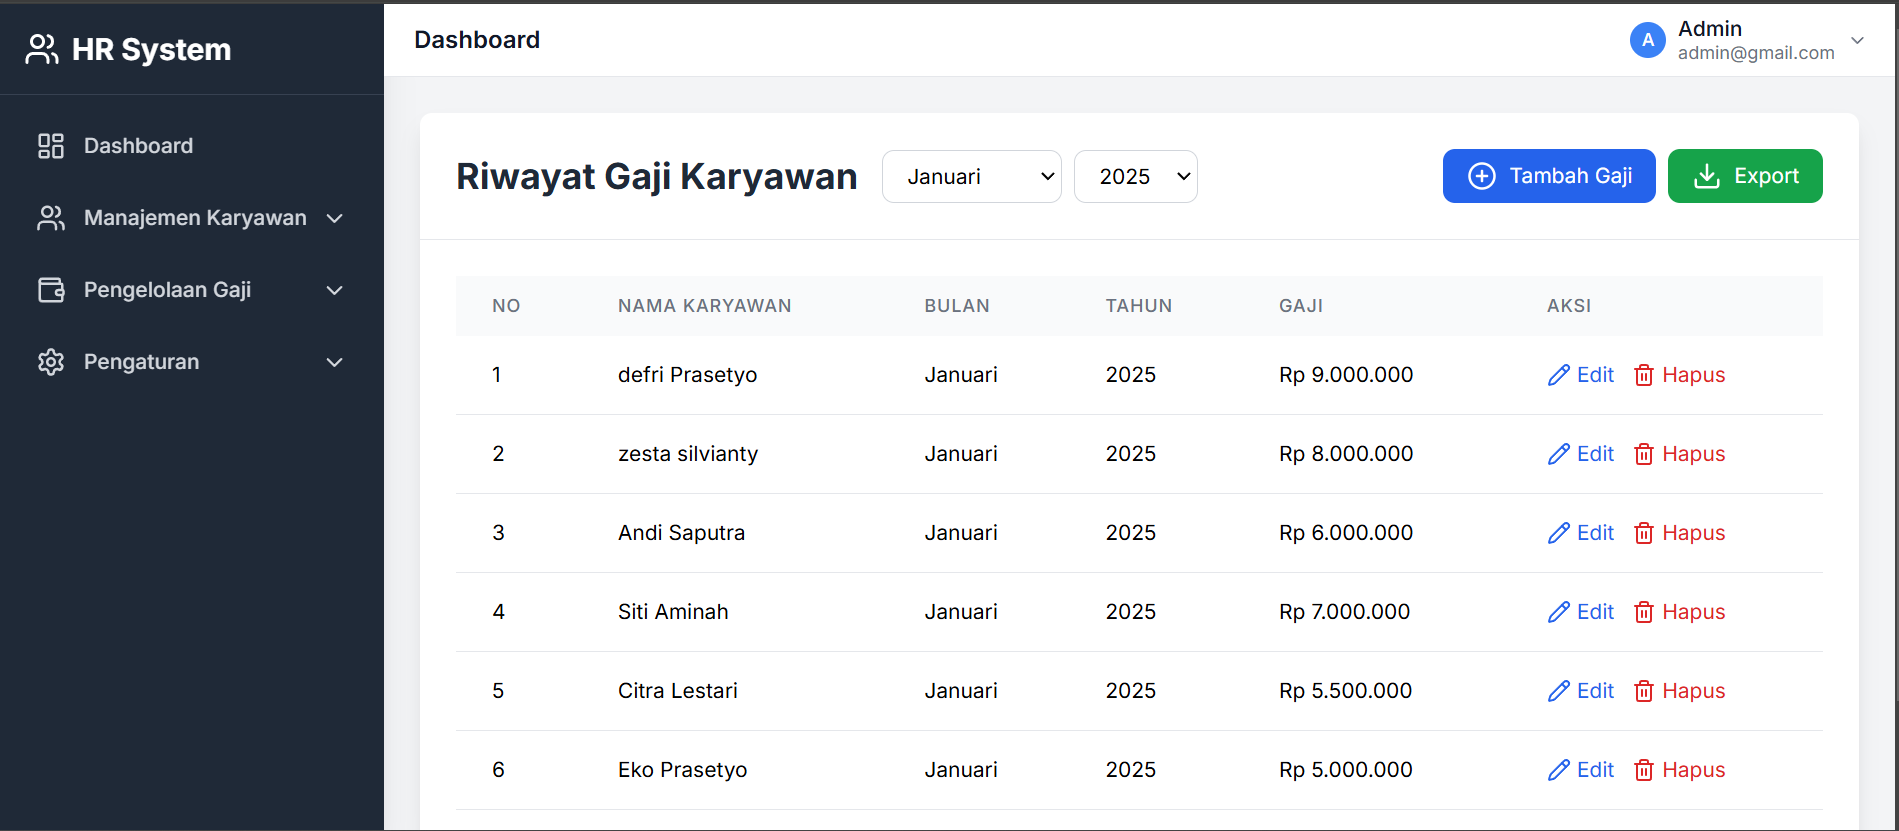 HR System
Dashboard
Manajemen Karyawan
Pengelolaan Gaji
Pengaturan
Dashboard
A
Admin
admin@gmail.com
Riwayat Gaji Karyawan
Januari
2025
Tambah Gaji
Export
NO NAMA KARYAWAN BULAN TAHUN GAJI AKSI
1 defri Prasetyo Januari 2025 Rp 9.000.000 Edit Hapus
2 zesta silvianty Januari 2025 Rp 8.000.000 Edit Hapus
3 Andi Saputra Januari 2025 Rp 6.000.000 Edit Hapus
4 Siti Aminah Januari 2025 Rp 7.000.000 Edit Hapus
5 Citra Lestari Januari 2025 Rp 5.500.000 Edit Hapus
6 Eko Prasetyo Januari 2025 Rp 5.000.000 Edit Hapus